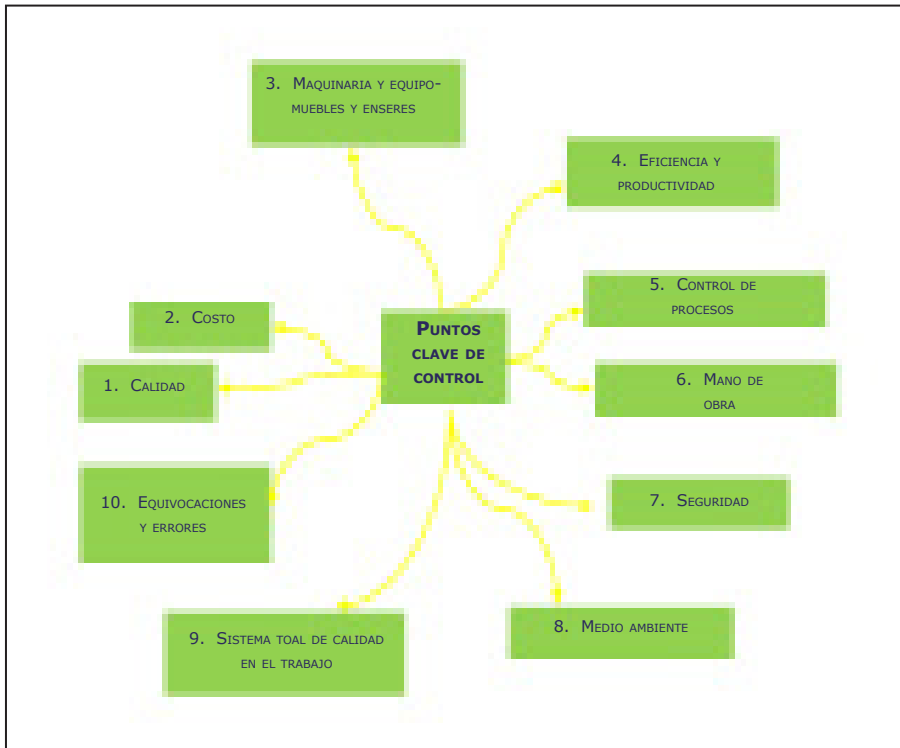 3. Maquinaria y equipo-
muebles y enseres
4. Eficiencia y
productividad
5. Control de
procesos
2. Costo
Puntos
clave de
control
1. Calidad
6. Mano de
obra
10. Equivocaciones
y errores
7. Seguridad
9. Sistema toal de calidad
en el trabajo
8. Medio ambiente